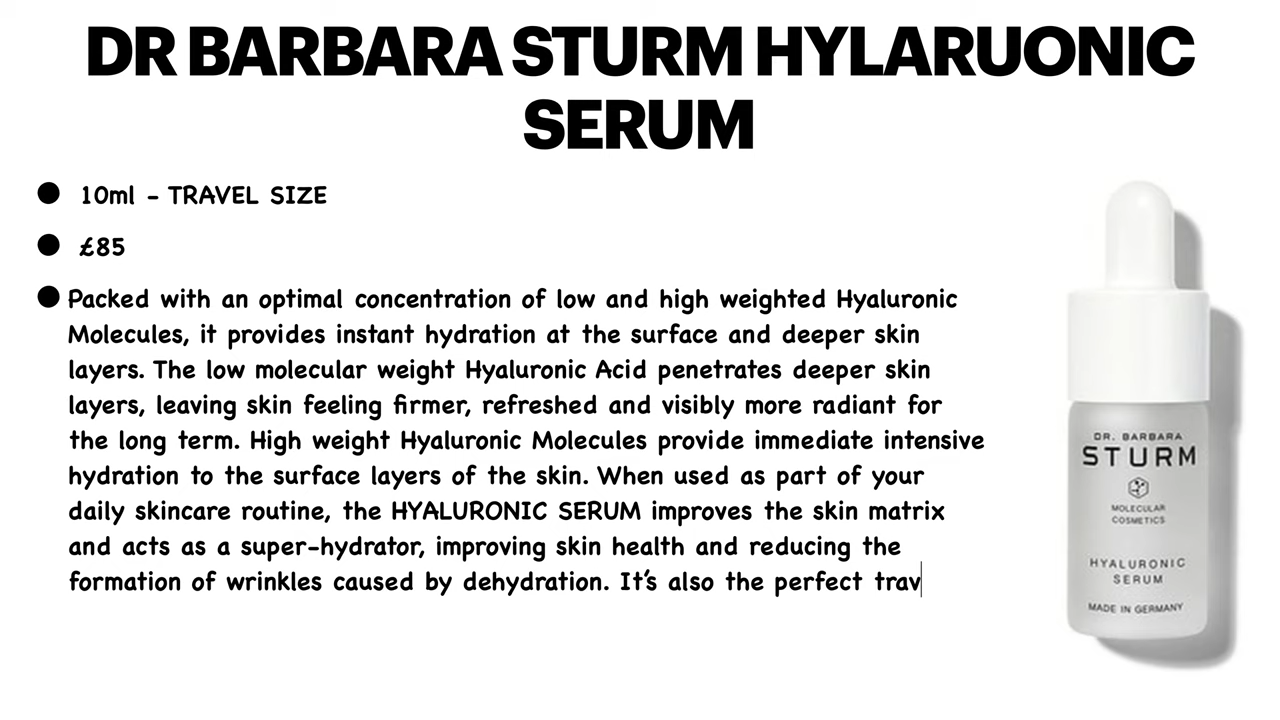 DR BARBARA STURM HYLARUONIC
SERUM
● 10ml - TRAVEL SIZE
● £85
● Packed with an optimal concentration of low and high weighted Hyaluronic
Molecules, it provides instant hydration at the surface and deeper skin
layers. The low molecular weight Hyaluronic Acid penetrates deeper skin
layers, leaving skin feeling firmer, refreshed and visibly more radiant for
the long term. High weight Hyaluronic Molecules provide immediate intensive
hydration to the surface layers of the skin. When used as part of your
daily skincare routine, the HYALURONIC SERUM improves the skin matrix
and acts as a super-hydrator, improving skin health and reducing the
formation of wrinkles caused by dehydration. It's also the perfect trav
DR. BARBARA
STURM
MOLECULAR
COSMETICS
HYALURONIC
SERUM
MADE IN GERMANY